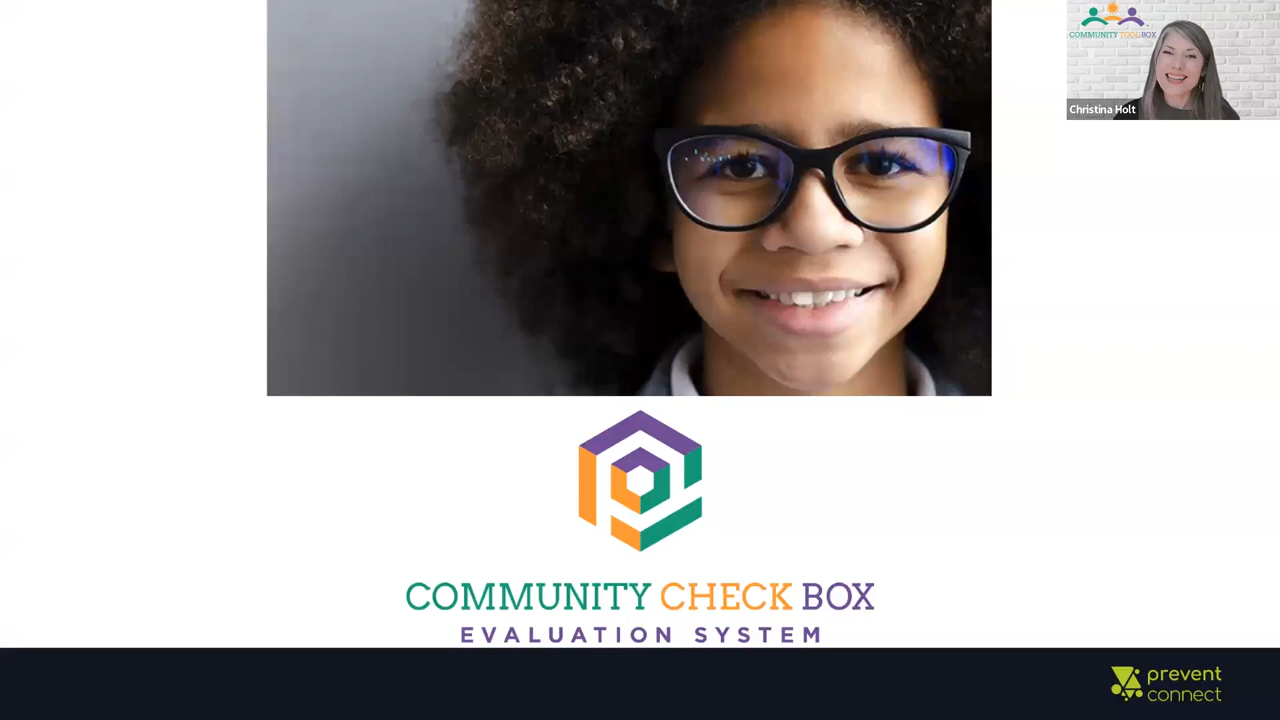 COMMUNITY TOOL BOX
Christina Holt
COMMUNITY CHECK BOX
EVALUATION SYSTEM
prevent
connect